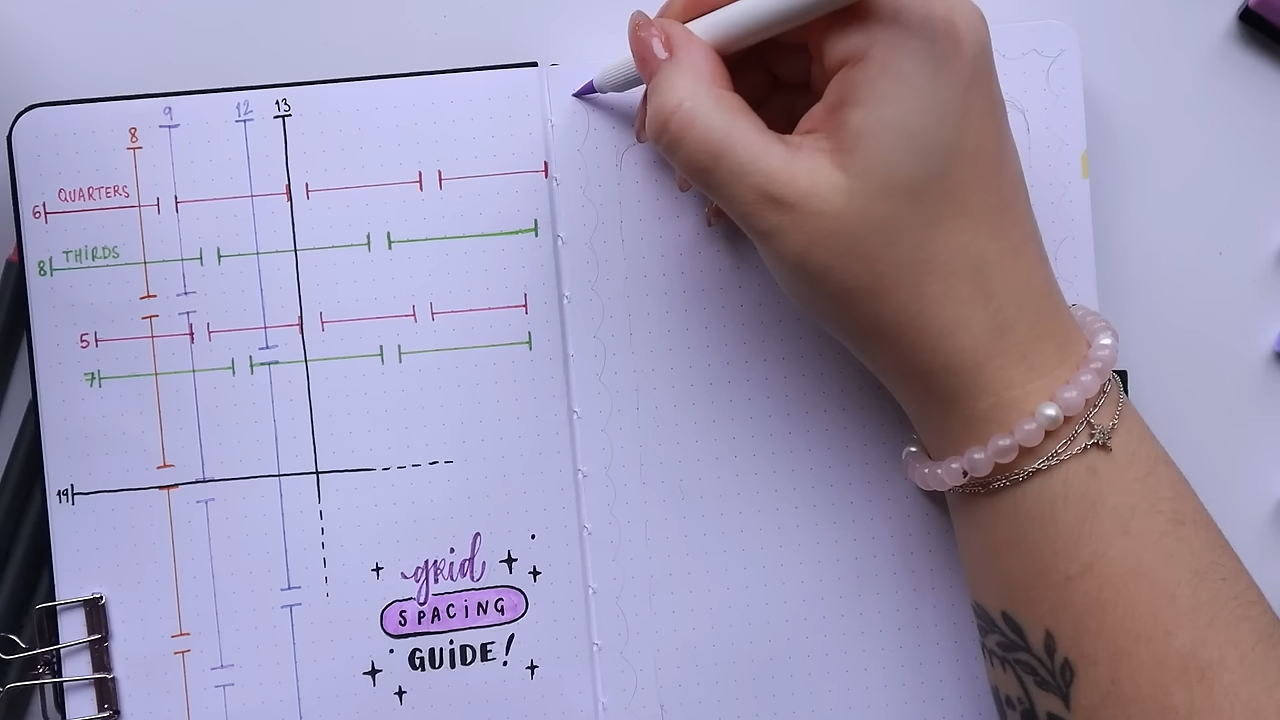 9 12 13
8
QUARTERS
6
THIRDS
8
5
7
19
grid
SPACING
GUIDE!